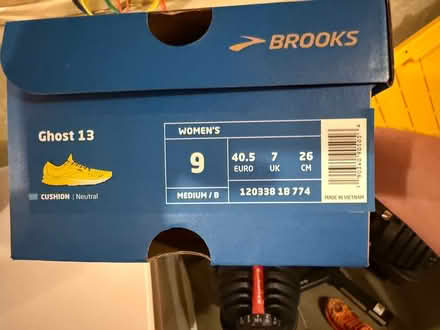 BROOKS
Ghost 13
CUSHION | Neutral
WOMEN'S
9
40.5 7 26
EURO UK CM
MEDIUM / B
120338 1B 774
MADE IN VIETNAM